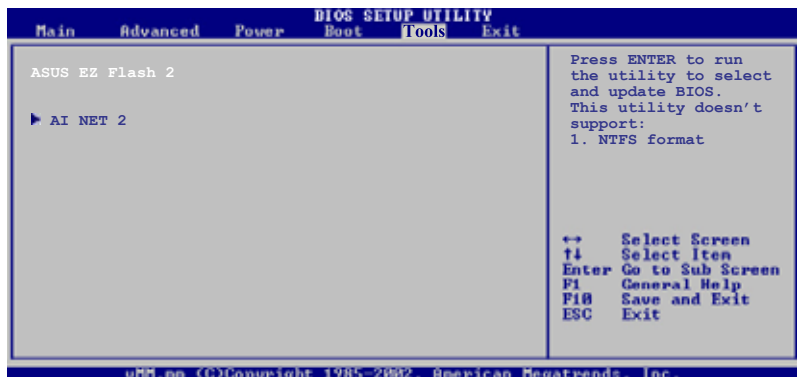 BIOS SETUP UTILITY
Main Advanced Power Boot Tools Exit
ASUS EZ Flash 2
AI NET 2
Press ENTER to run
the utility to select
and update BIOS.
This utility doesn't
support:
1. NTFS format
↔ Select Screen
↑↓ Select Item
Enter Go to Sub Screen
F1 General Help
F10 Save and Exit
ESC Exit
vMM.nn (C)Copyright 1985-2002, American Megatrends, Inc.